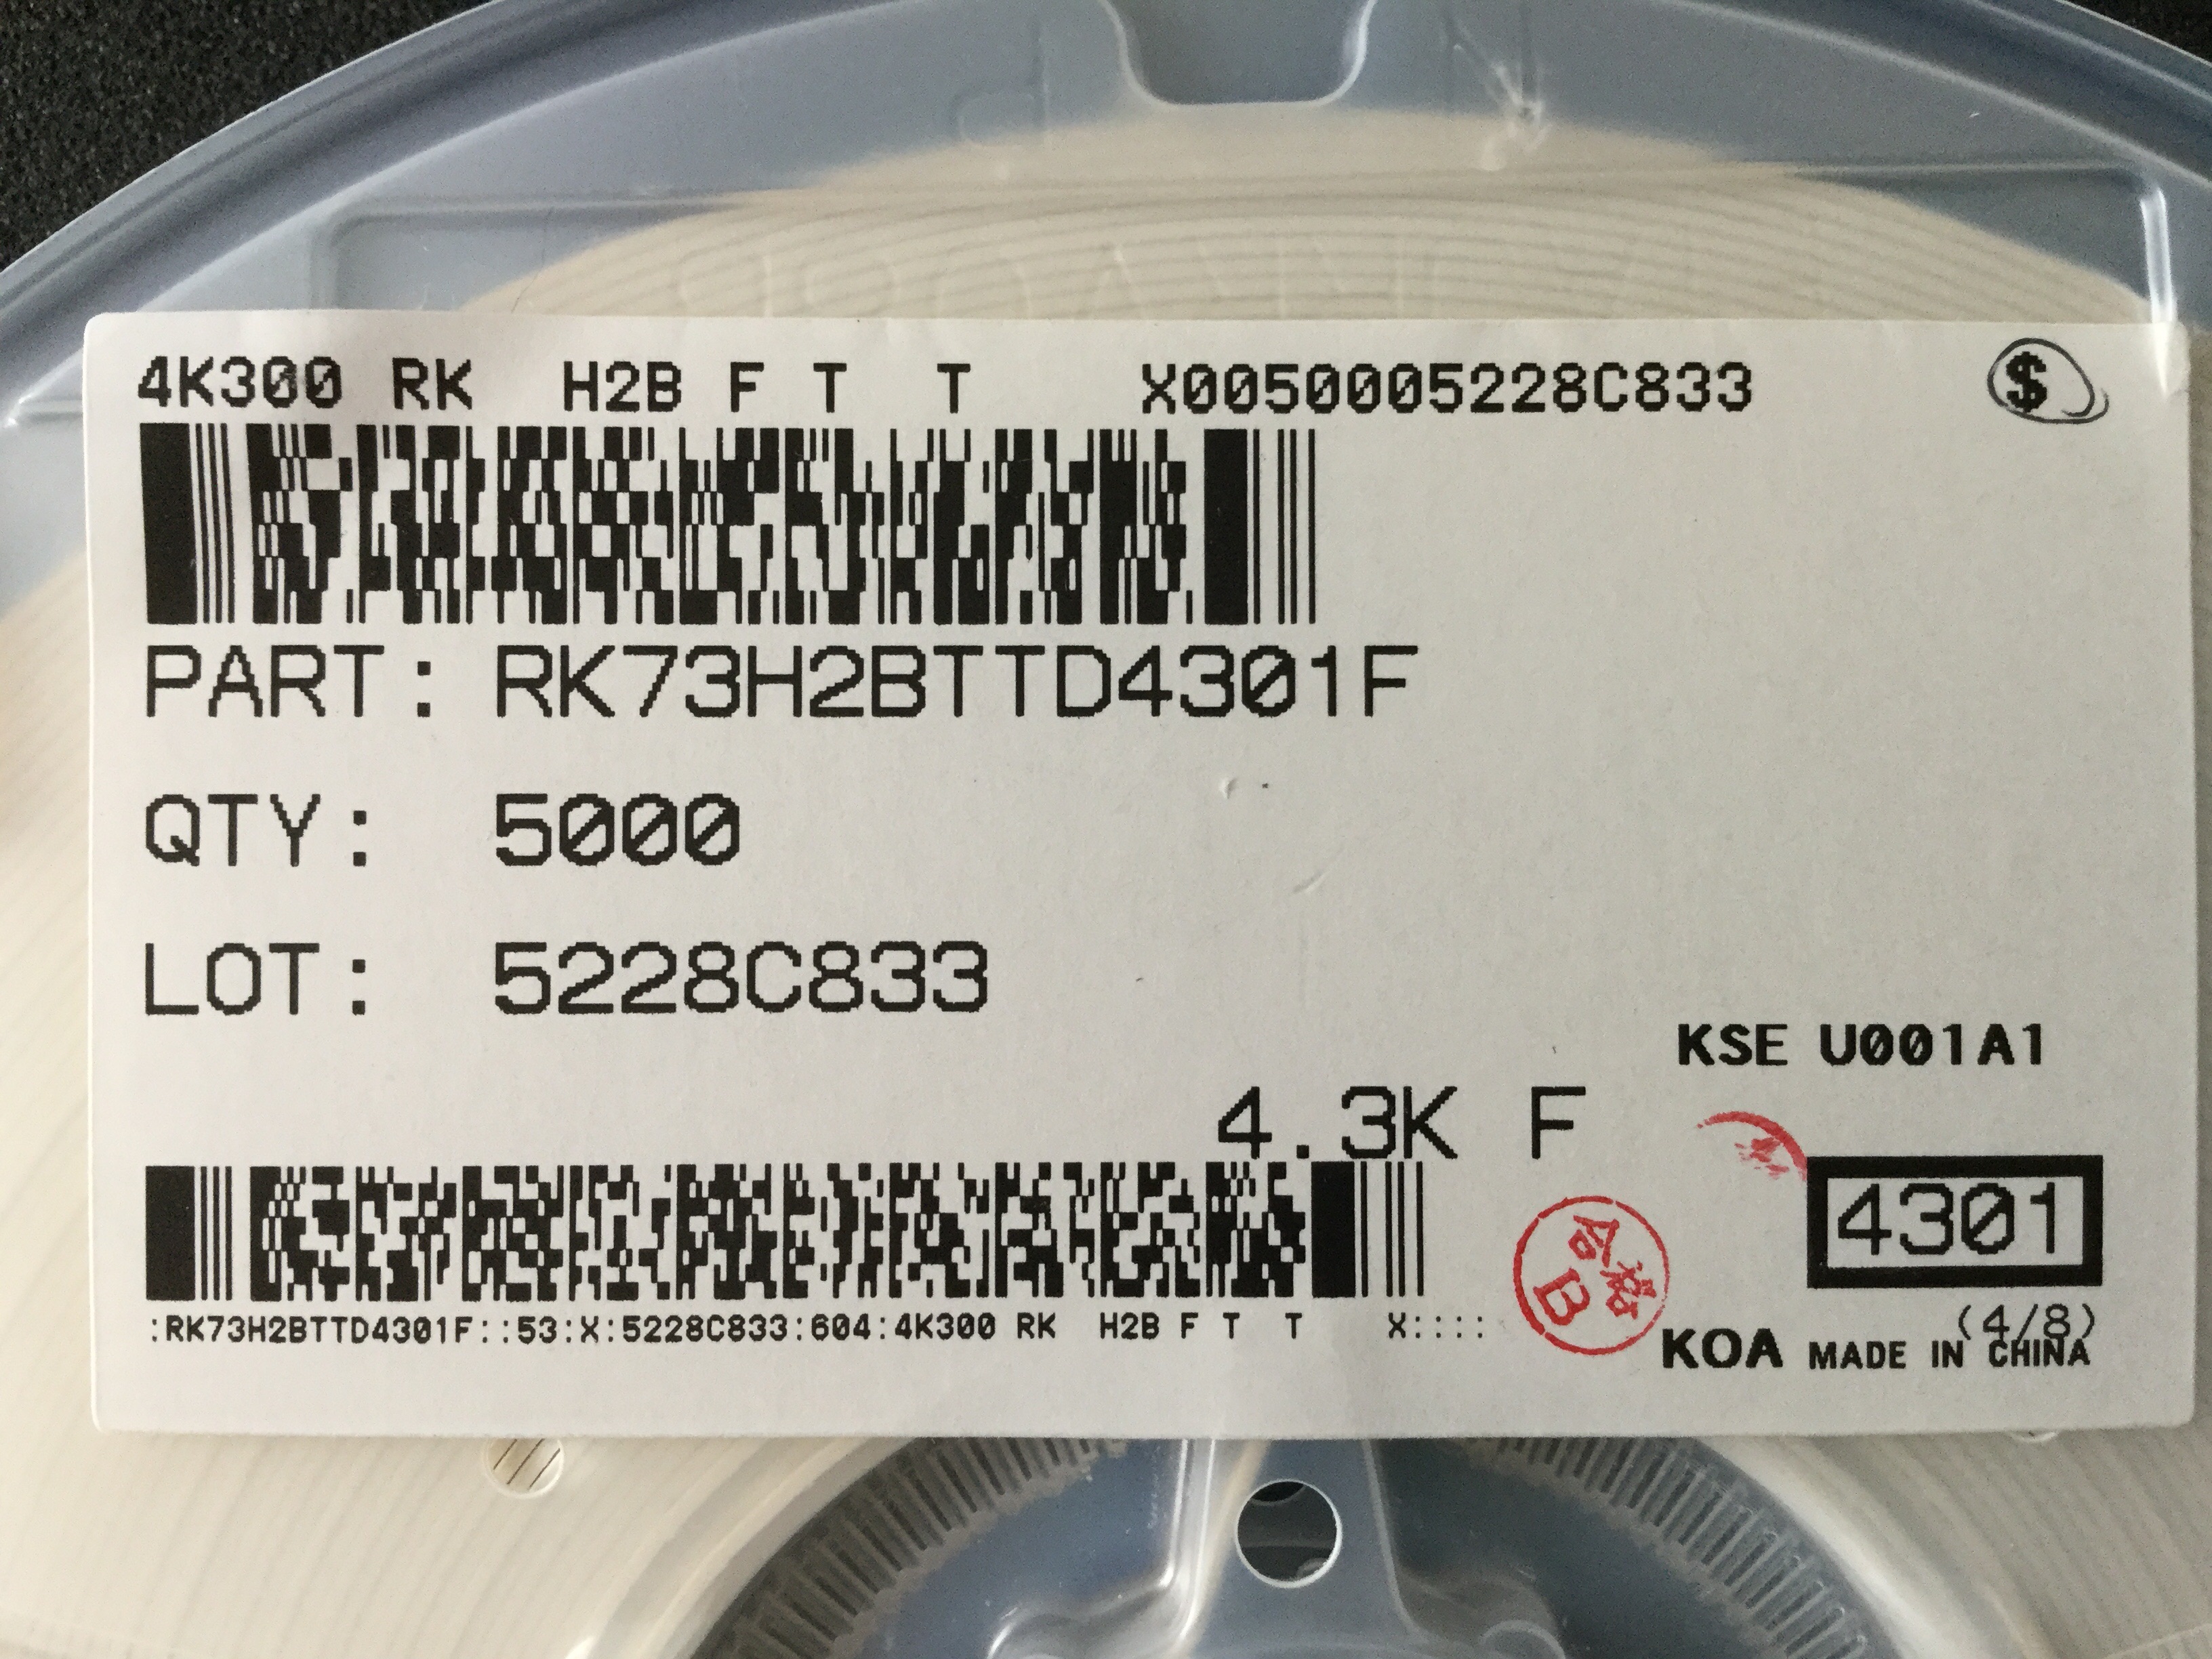 4K300 RK H2B F T T X0050005228C833 $
PART: RK73H2BTTD4301F
QTY: 5000
LOT: 5228C833
KSE U001A1
4.3K F
4301
合格
B
:RK73H2BTTD4301F::53:X:5228C833:604:4K300 RK H2B F T T X::::
(4/8)
KOA MADE IN CHINA